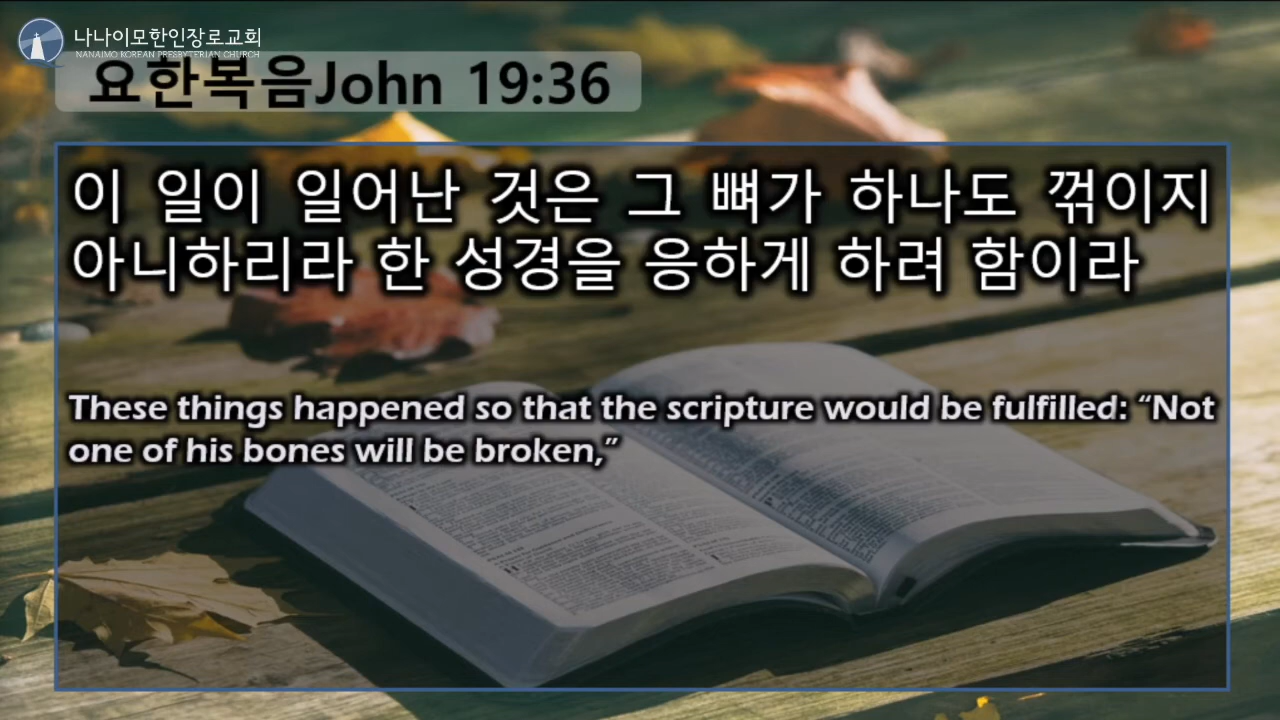 나나이모한인장로교회
NANAIMO KOREAN PRESBYTERIAN CHURCH
요한복음John 19:36
이 일이 일어난 것은 그 뼈가 하나도 꺾이지
아니하리라 한 성경을 응하게 하려 함이라
These things happened so that the scripture would be fulfilled: “Not
one of his bones will be broken,”